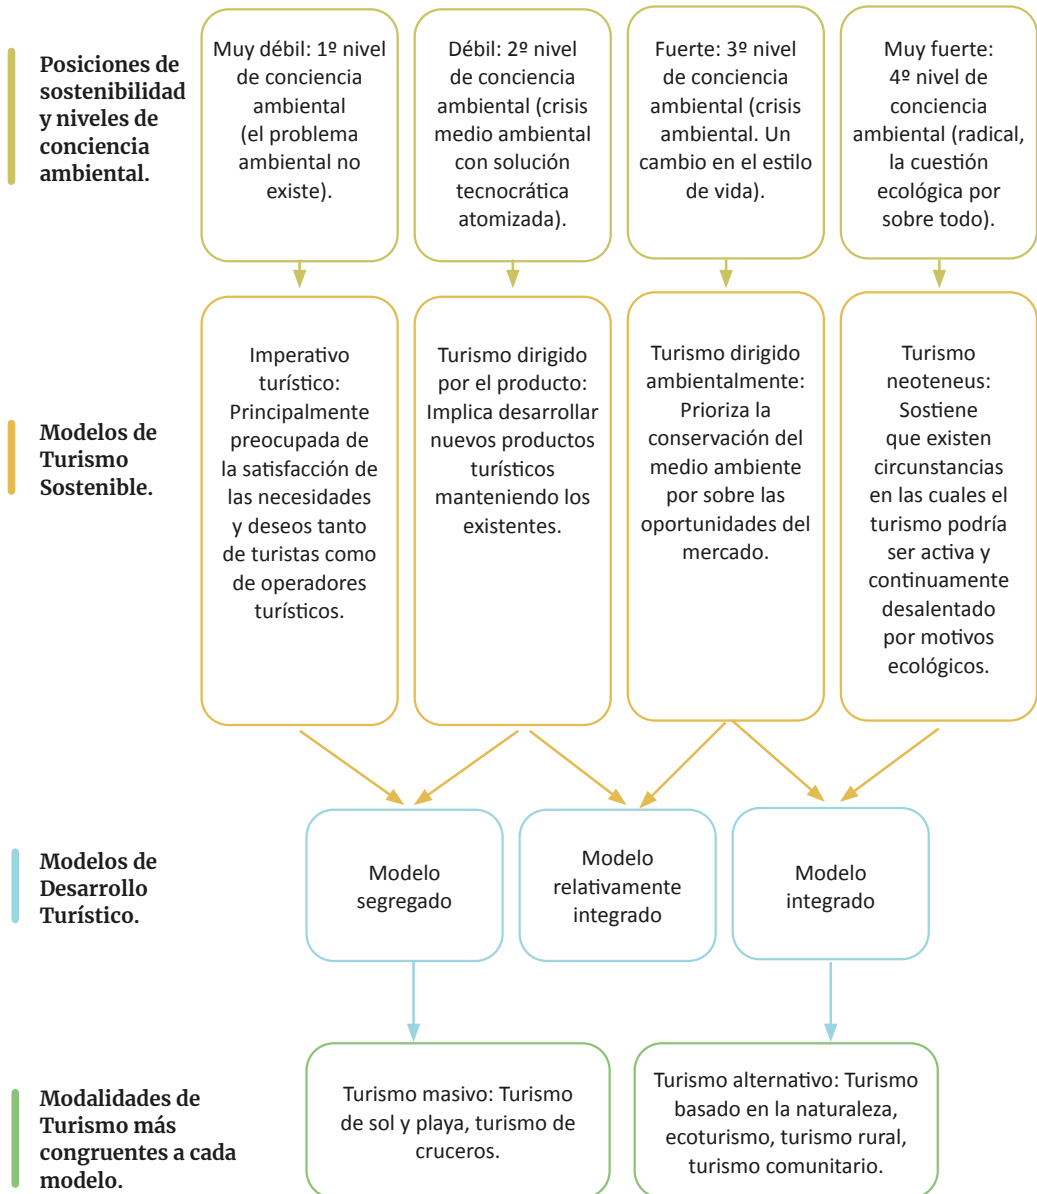 Posiciones de
sostenibilidad
y niveles de
conciencia
ambiental.
Muy débil: 1º nivel
de conciencia
ambiental
(el problema
ambiental no
existe).
Débil: 2º nivel
de conciencia
ambiental (crisis
medio ambiental
con solución
tecnocrática
atomizada).
Fuerte: 3º nivel
de conciencia
ambiental (crisis
ambiental. Un
cambio en el estilo
de vida).
Muy fuerte:
4º nivel de
conciencia
ambiental (radical,
la cuestión
ecológica por
sobre todo).
Modelos de
Turismo
Sostenible.
Imperativo
turístico:
Principalmente
preocupada de
la satisfacción de
las necesidades
y deseos tanto
de turistas como
de operadores
turísticos.
Turismo dirigido
por el producto:
Implica desarrollar
nuevos productos
turísticos
manteniendo los
existentes.
Turismo dirigido
ambientalmente:
Prioriza la
conservación del
medio ambiente
por sobre las
oportunidades del
mercado.
Turismo
neoteneus:
Sostiene
que existen
circunstancias
en las cuales el
turismo podría
ser activa y
continuamente
desalentado
por motivos
ecológicos.
Modelos de
Desarrollo
Turístico.
Modelo
segregado
Modelo
relativamente
integrado
Modelo
integrado
Modalidades de
Turismo más
congruentes a cada
modelo.
Turismo masivo: Turismo
de sol y playa, turismo de
cruceros.
Turismo alternativo: Turismo
basado en la naturaleza,
ecoturismo, turismo rural,
turismo comunitario.